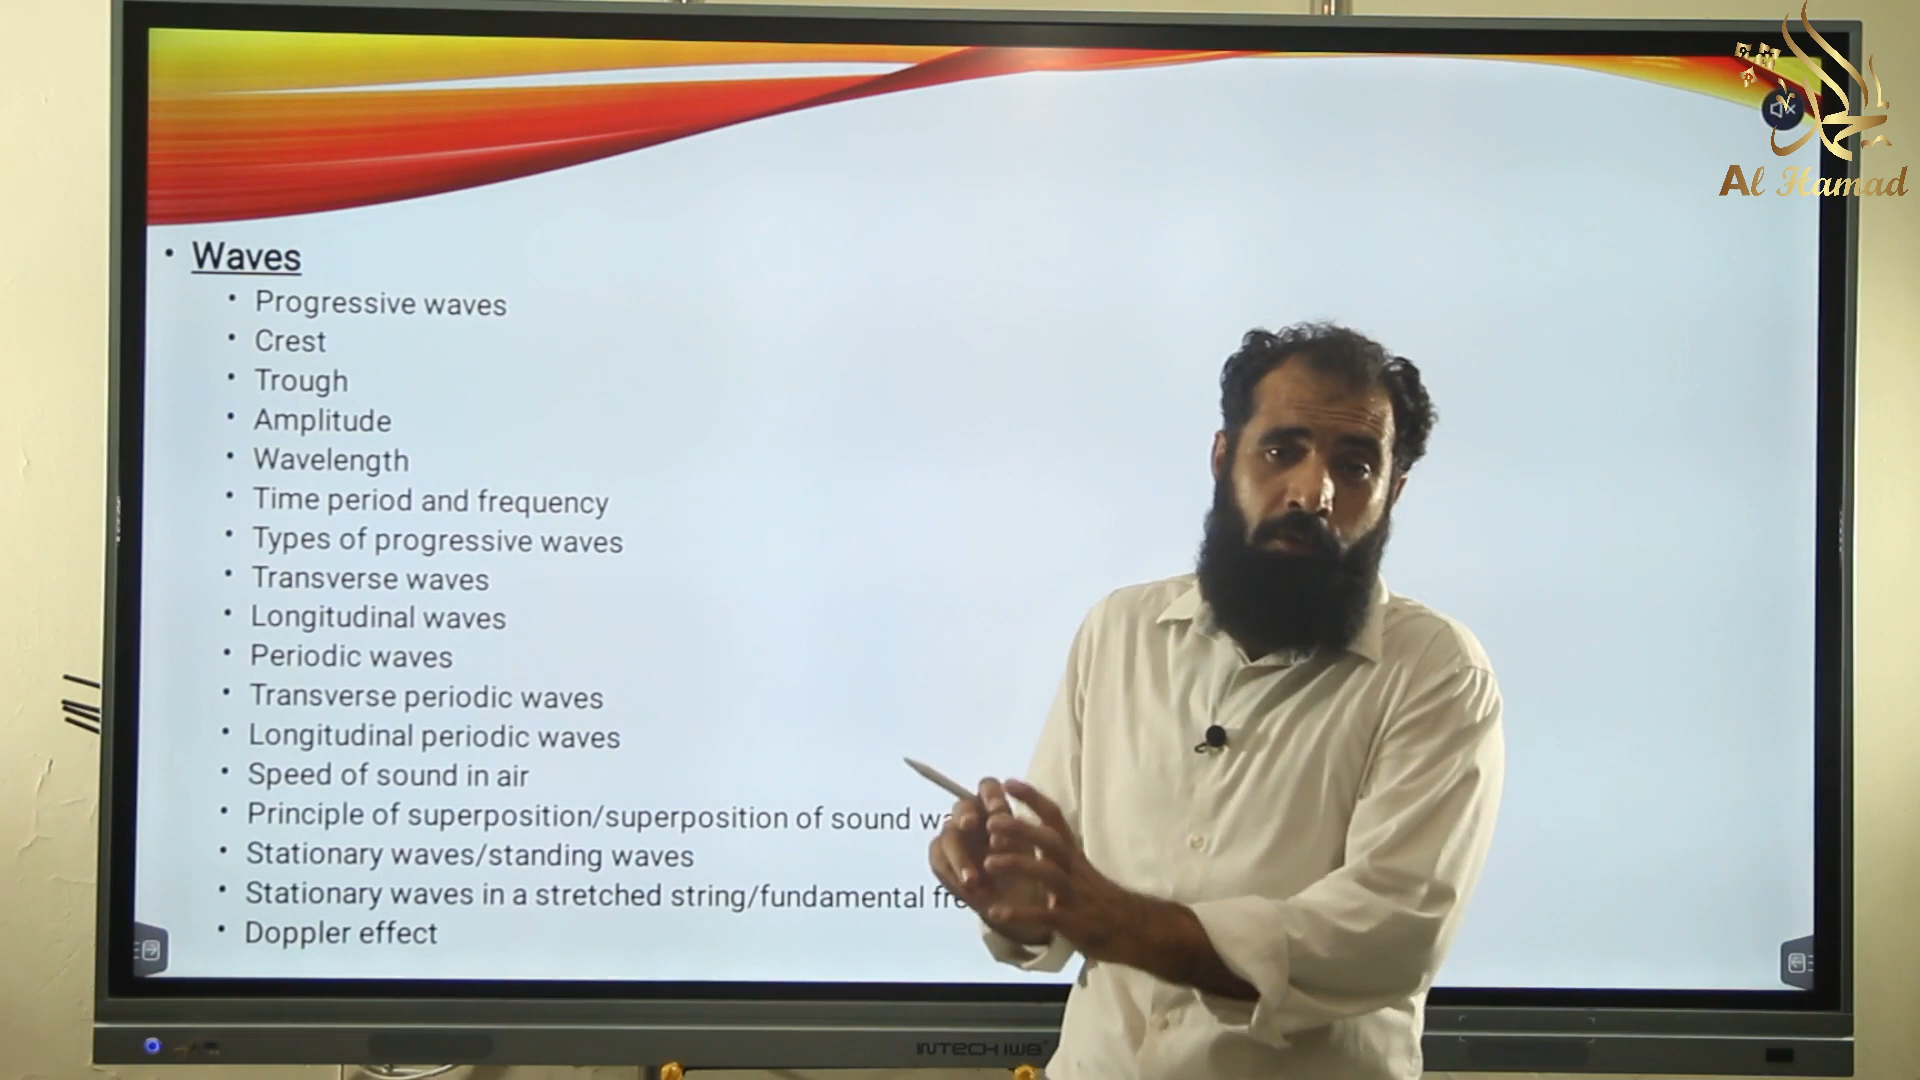 Al Hamad
• Waves
• Progressive waves
• Crest
• Trough
• Amplitude
• Wavelength
• Time period and frequency
• Types of progressive waves
• Transverse waves
• Longitudinal waves
• Periodic waves
• Transverse periodic waves
• Longitudinal periodic waves
• Speed of sound in air
• Principle of superposition/superposition of sound
• Stationary waves/standing waves
• Stationary waves in a stretched string/fundamental
• Doppler effect
INTECH IWB